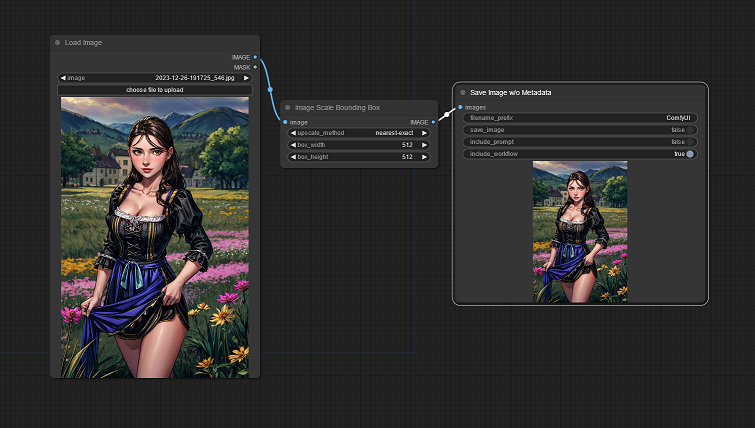 Load Image
IMAGE
MASK
image 2023-12-26-191725_546.jpg
choose file to upload
Image Scale Bounding Box
image IMAGE
upscale_method nearest-exact
box_width 512
box_height 512
Save Image w/o Metadata
images
filename_prefix ComfyUI
save_image false
include_prompt false
include_workflow true